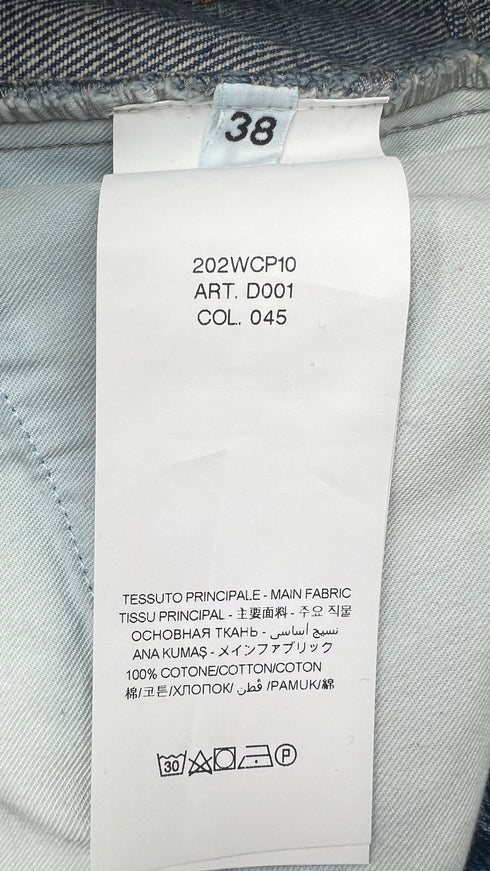 38
202WCP10
ART. D001
COL. 045
TESSUTO PRINCIPALE - MAIN FABRIC
TISSU PRINCIPAL - 主要面料 - 주요 직물
ОСНОВНАЯ ТКАНЬ - نسيج أساسى
ANA KUMAŞ - メインファブリック
100% COTONE/COTTON/COTON
棉/코튼/ХЛОПОК/ قُطن /PAMUK/綿
30 P